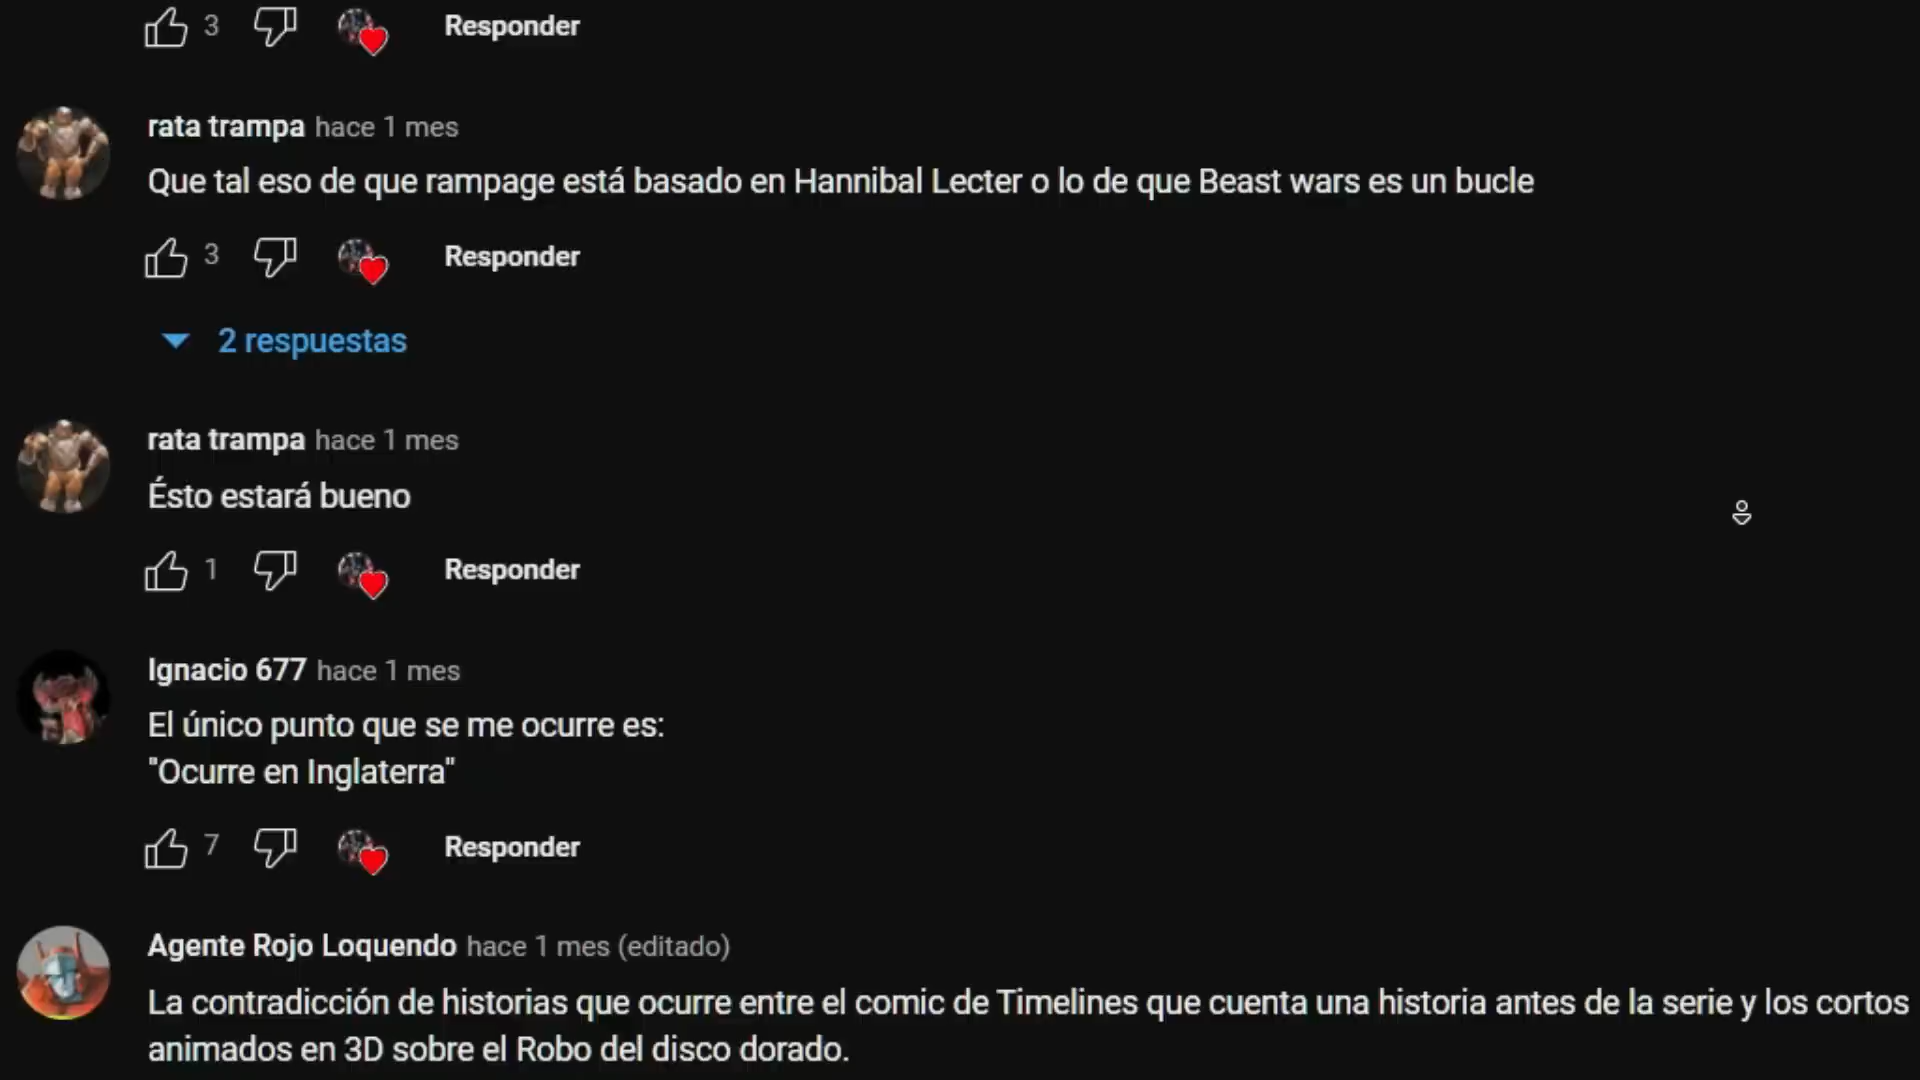 3 Responder
rata trampa hace 1 mes
Que tal eso de que rampage está basado en Hannibal Lecter o lo de que Beast wars es un bucle
3 Responder
2 respuestas
rata trampa hace 1 mes
Ésto estará bueno
1 Responder
Ignacio 677 hace 1 mes
El único punto que se me ocurre es:
"Ocurre en Inglaterra"
7 Responder
Agente Rojo Loquendo hace 1 mes (editado)
La contradicción de historias que ocurre entre el comic de Timelines que cuenta una historia antes de la serie y los cortos
animados en 3D sobre el Robo del disco dorado.